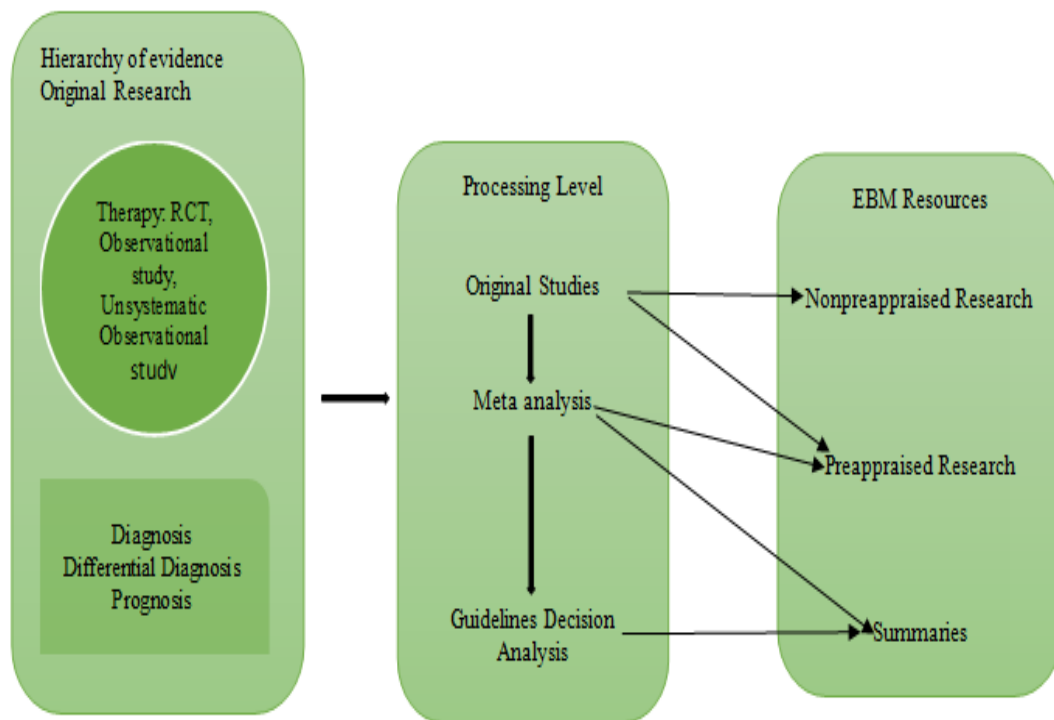 Hierarchy of evidence
Original Research
Therapy: RCT,
Observational
study,
Unsystematic
Observational
study
Diagnosis
Differential Diagnosis
Prognosis
Processing Level
Original Studies
Meta analysis
Guidelines Decision
Analysis
EBM Resources
Nonpreappraised Research
Preappraised Research
Summaries